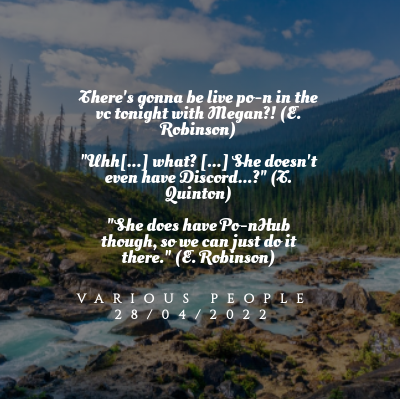 There's gonna be live po-n in the
vc tonight with Megan?! (E.
Robinson)
"Uhh[...] what? [...] She doesn't
even have Discord...?" (T.
Quinton)
"She does have Po-nHub
though, so we can just do it
there." (E. Robinson)
VARIOUS PEOPLE
28/04/2022